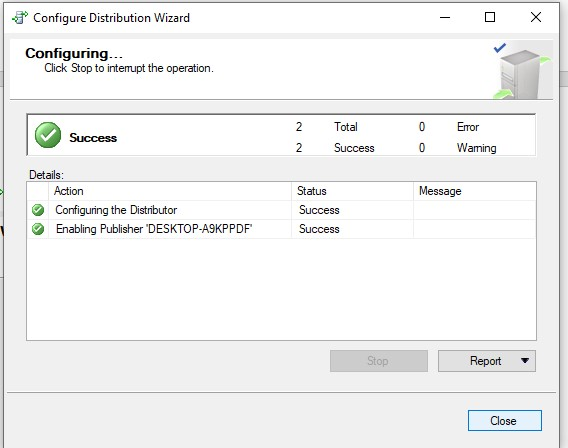 Configure Distribution Wizard
Configuring...
Click Stop to interrupt the operation.
Success
2 Total 0 Error
2 Success 0 Warning
Details:
Action Status Message
Configuring the Distributor Success
Enabling Publisher 'DESKTOP-A9KPPDF' Success
Stop Report
Close